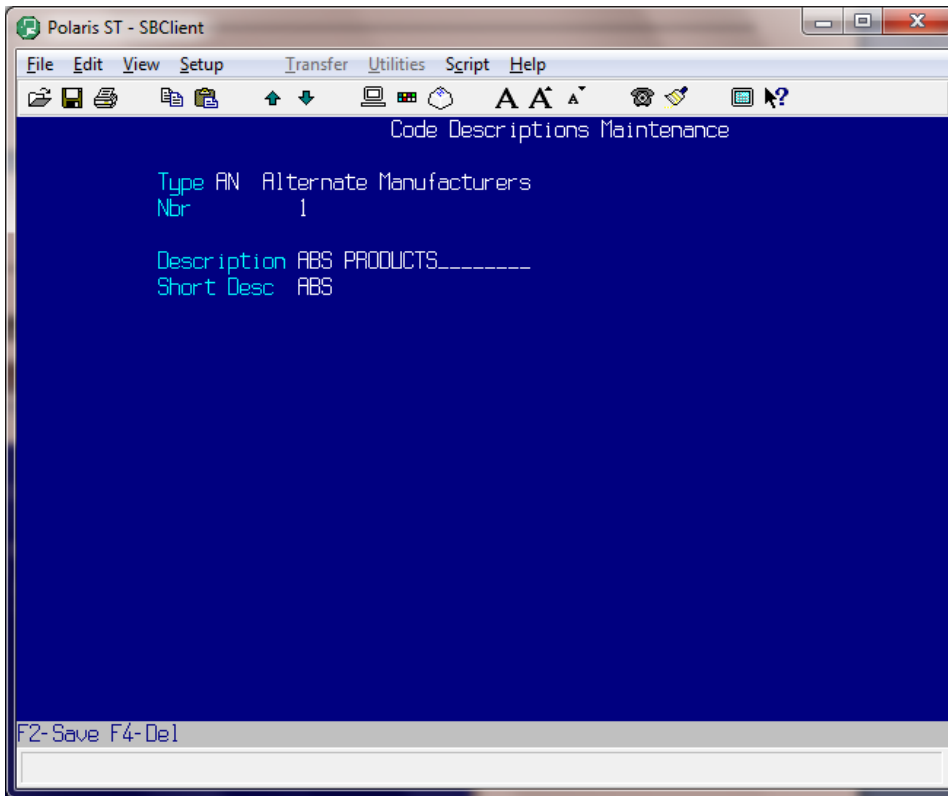 Polaris ST - SBClient
File Edit View Setup Transfer Utilities Script Help
A A A ?
Code Descriptions Maintenance
Type AN Alternate Manufacturers
Nbr 1
Description ABS PRODUCTS________
Short Desc ABS
F2-Save F4-Del